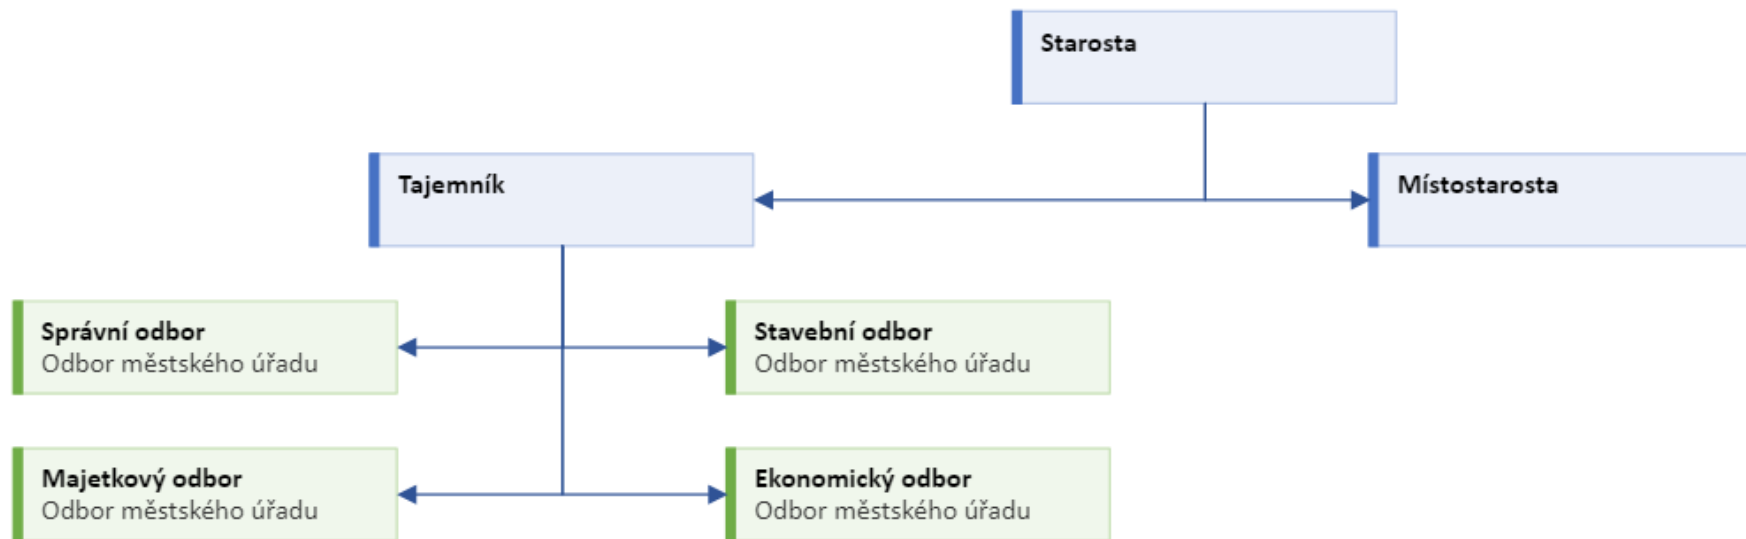 Starosta
Tajemník
Místostarosta
Správní odbor
Odbor městského úřadu
Stavební odbor
Odbor městského úřadu
Majetkový odbor
Odbor městského úřadu
Ekonomický odbor
Odbor městského úřadu